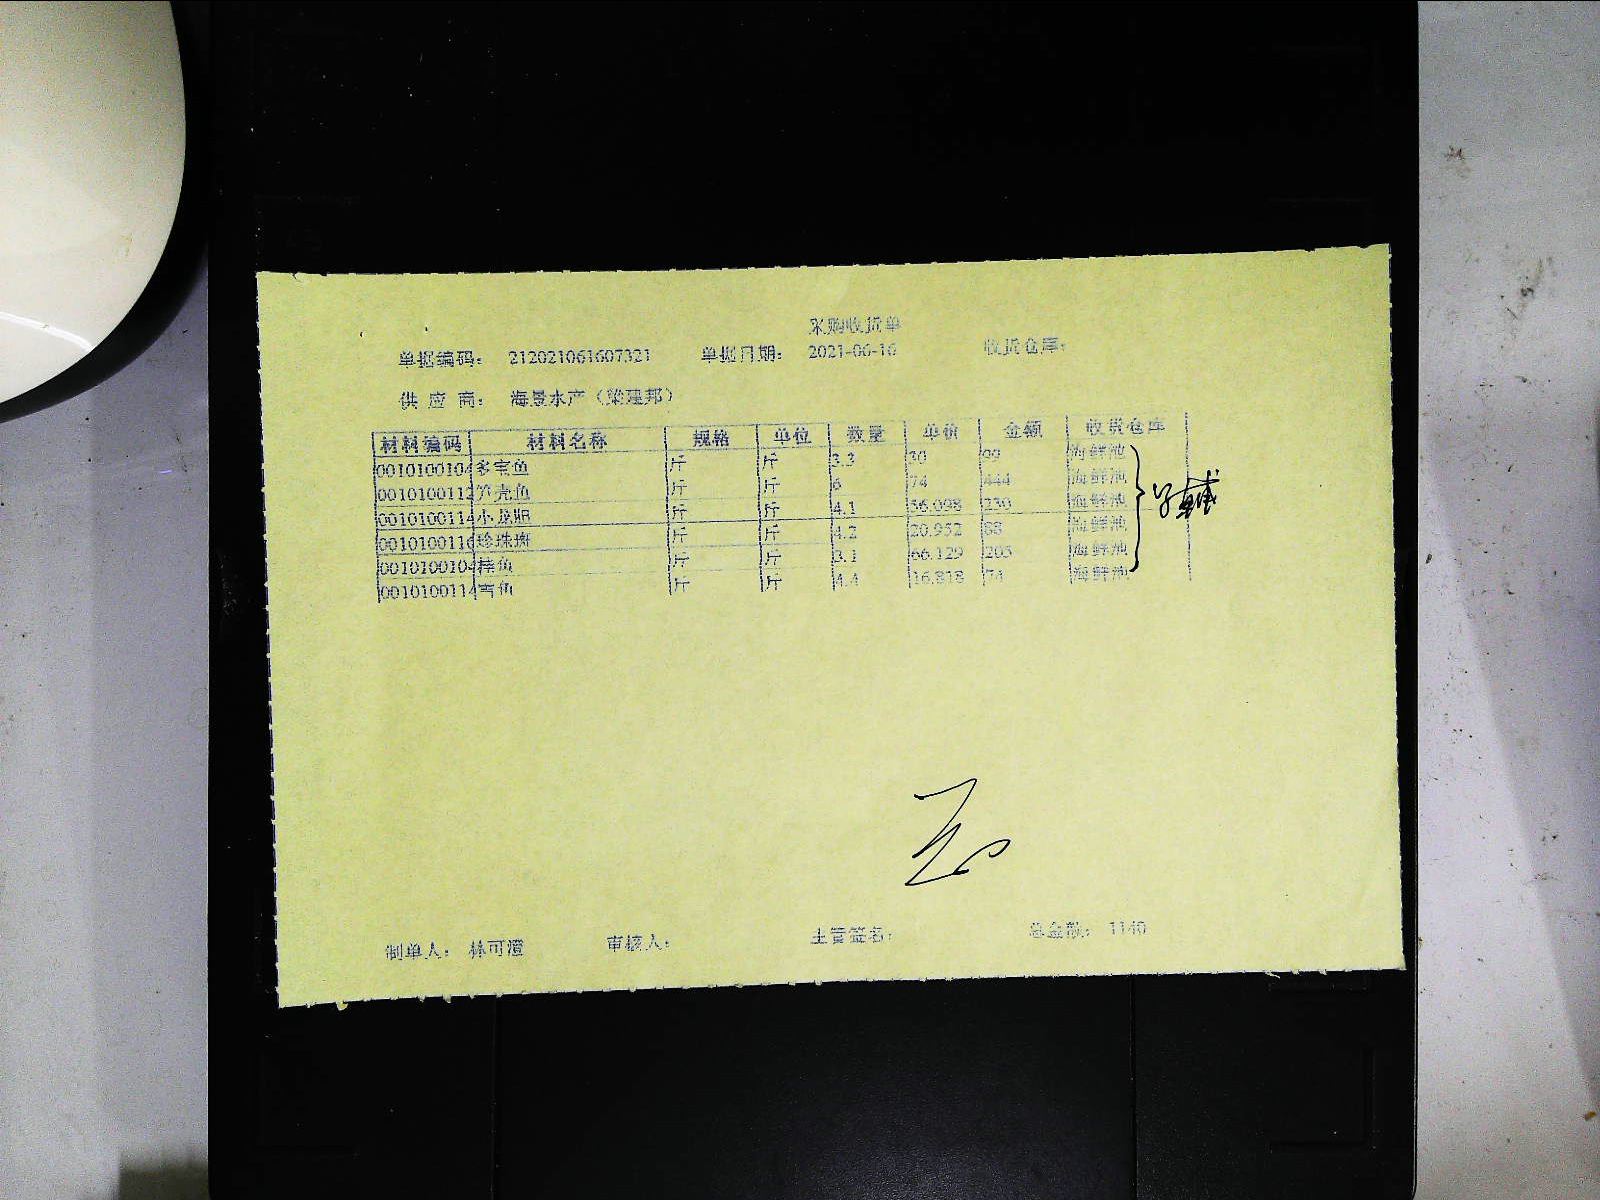 采购收货单
单据编码： 212021061607321 单据日期： 2021-06-16 收货仓库：
供 应 商： 海景水产（梁建邦）
材料编码 材料名称 规格 单位 数量 单价 金额 收货仓库
0010100104 多宝鱼 斤 斤 3.3 30 99 海鲜池
0010100112 笋壳鱼 斤 斤 6 74 444 海鲜池
0010100114 小龙胆 斤 斤 4.1 56.098 230 海鲜池
0010100116 珍珠斑 斤 斤 4.2 20.952 88 海鲜池
0010100104 桂鱼 斤 斤 3.1 66.129 205 海鲜池
0010100114 斤 斤 4.4 16.818 74 海鲜池
制单人： 林可澄 审核人： 主管签名： 总金额： 1140